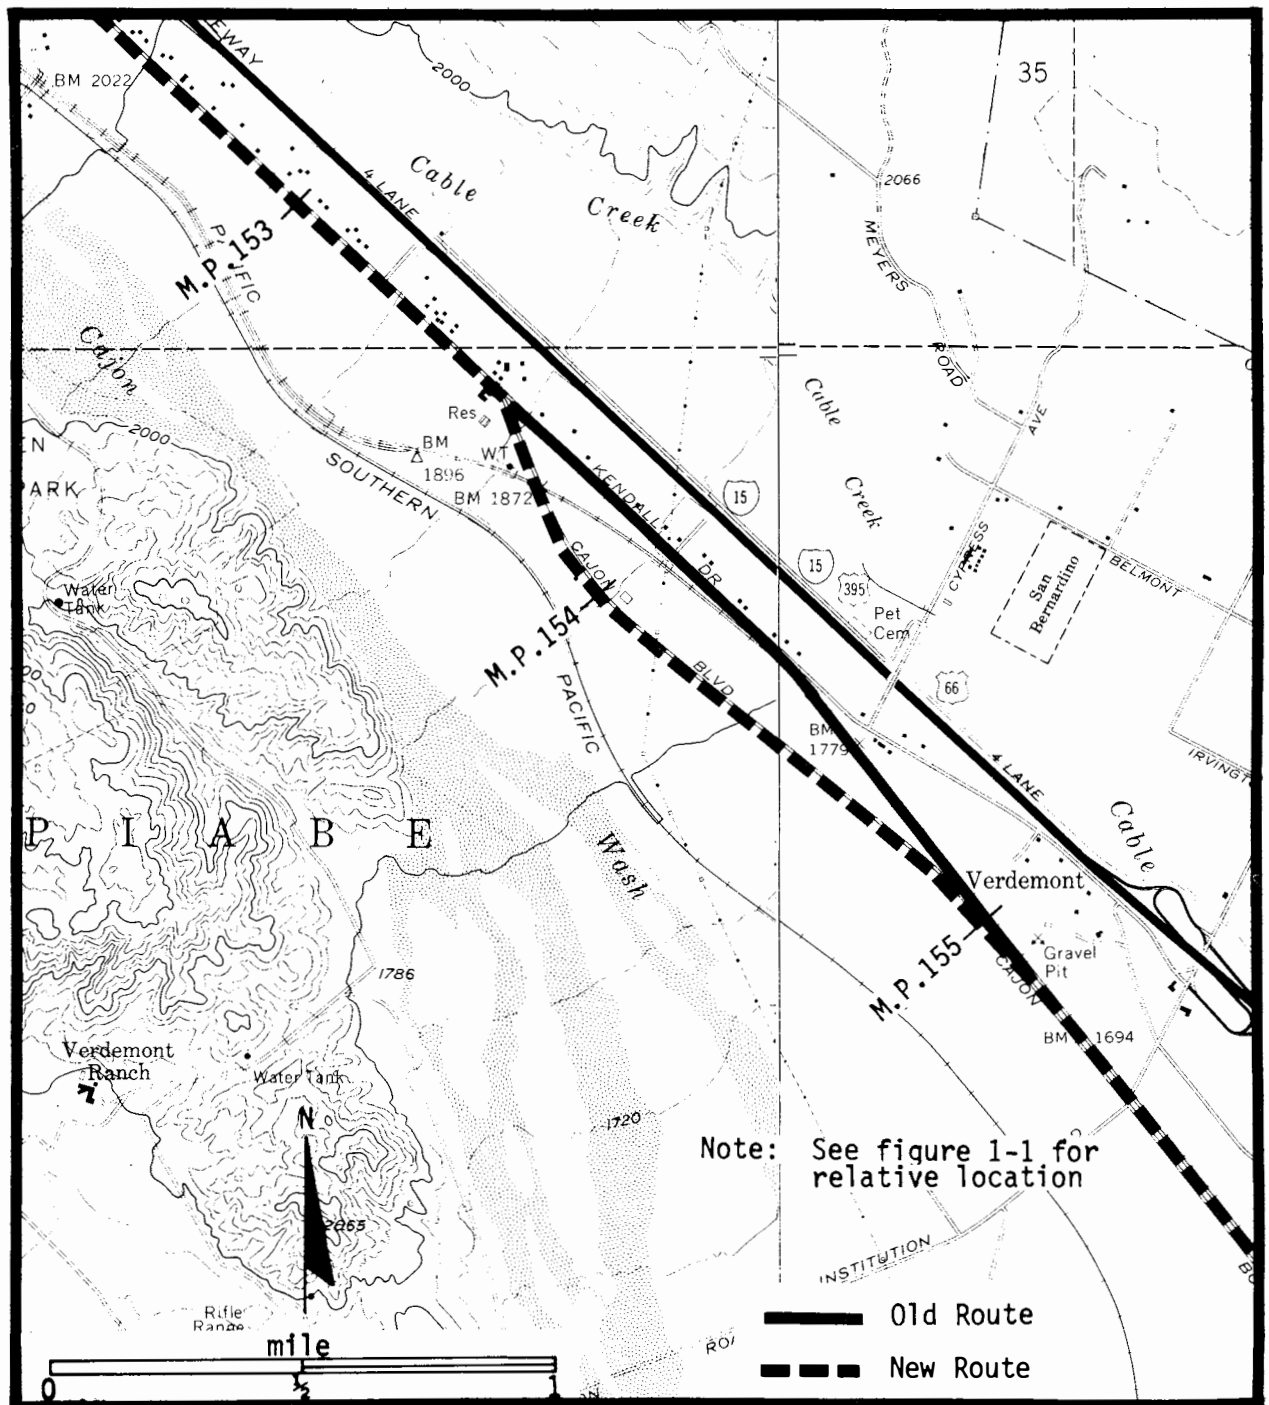 EWAY
BM 2022
2000
35
Cable
Creek
4 LANE
2066
M.P.153
MEYERS
Cajon
ROAD
Cable
AVE
Res
BM
1896
WT
BM 1872
2000
SOUTHERN
PARK
KENDALL DR
15
Creek
CYPRESS
BELMONT
San
Bernardino
CAJON
15
395
Pet
Cem
Water
Tank
M.P.154
BLVD
66
PACIFIC
BM
1779
4 LANE
P I A B E
Wash
Cable
Verdemont
M.P.155
Gravel
Pit
CAJON
1786
BM 1694
Verdemont
Ranch
Water Tank
N
1720
Note: See figure 1-1 for
relative location
INSTITUTION
Rifle
Range
Old Route
New Route
mile
0 ½ 1